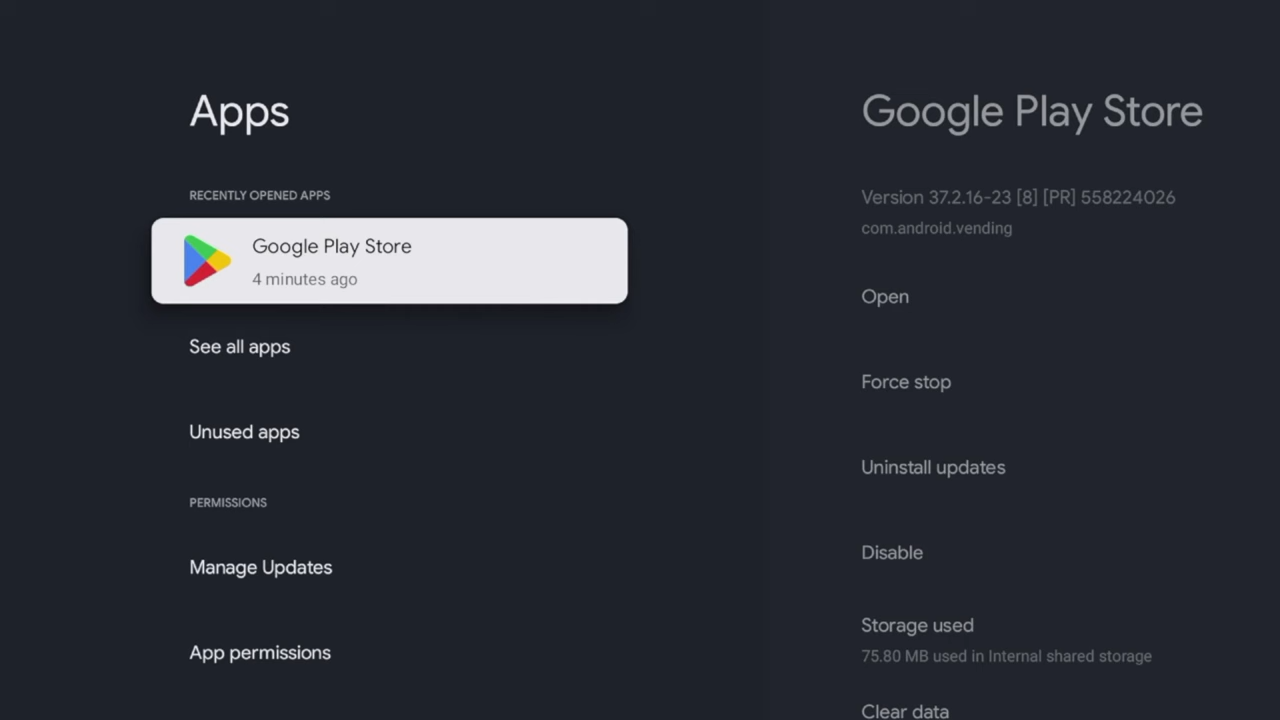 Apps
RECENTLY OPENED APPS
Google Play Store
4 minutes ago
See all apps
Unused apps
PERMISSIONS
Manage Updates
App permissions
Google Play Store
Version 37.2.16-23 [8] [PR] 558224026
com.android.vending
Open
Force stop
Uninstall updates
Disable
Storage used
75.80 MB used in Internal shared storage
Clear data